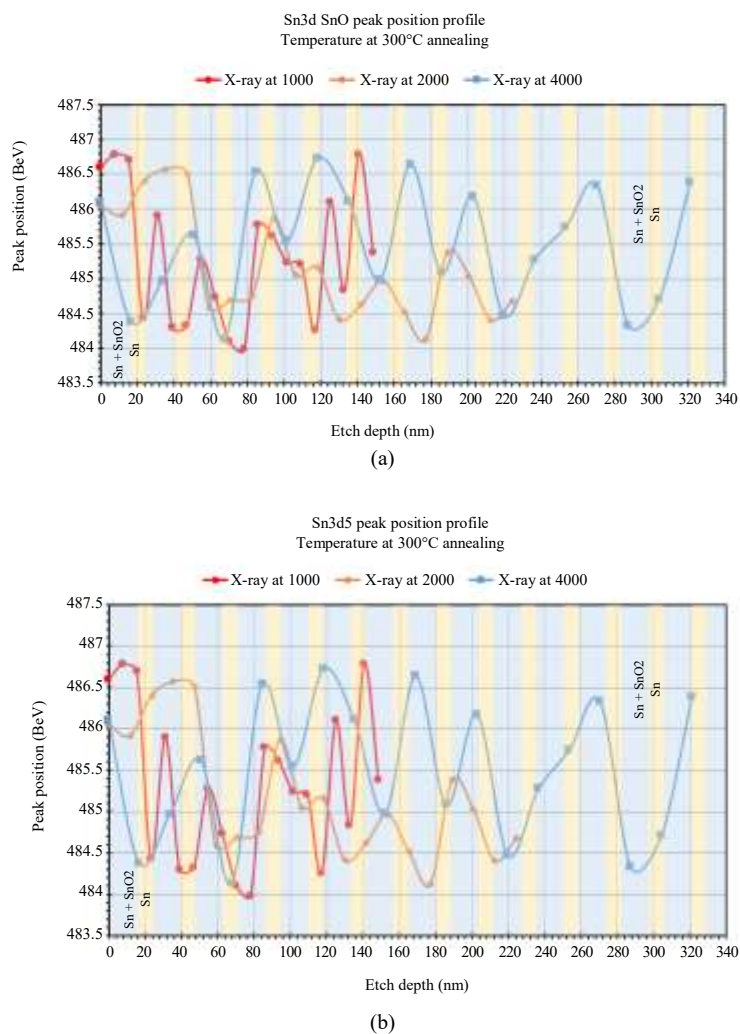 Sn3d SnO peak position profile
Temperature at 300°C annealing
X-ray at 1000 X-ray at 2000 X-ray at 4000
Peak position (BeV)
487.5
487
486.5
486
485.5
485
484.5
484
483.5
Sn + SnO2
Sn
Sn + SnO2
Sn
0 20 40 60 80 100 120 140 160 180 200 220 240 260 280 300 320 340
Etch depth (nm)
(a)
Sn3d5 peak position profile
Temperature at 300°C annealing
X-ray at 1000 X-ray at 2000 X-ray at 4000
Peak position (BeV)
487.5
487
486.5
486
485.5
485
484.5
484
483.5
Sn + SnO2
Sn
Sn + SnO2
Sn
0 20 40 60 80 100 120 140 160 180 200 220 240 260 280 300 320 340
Etch depth (nm)
(b)